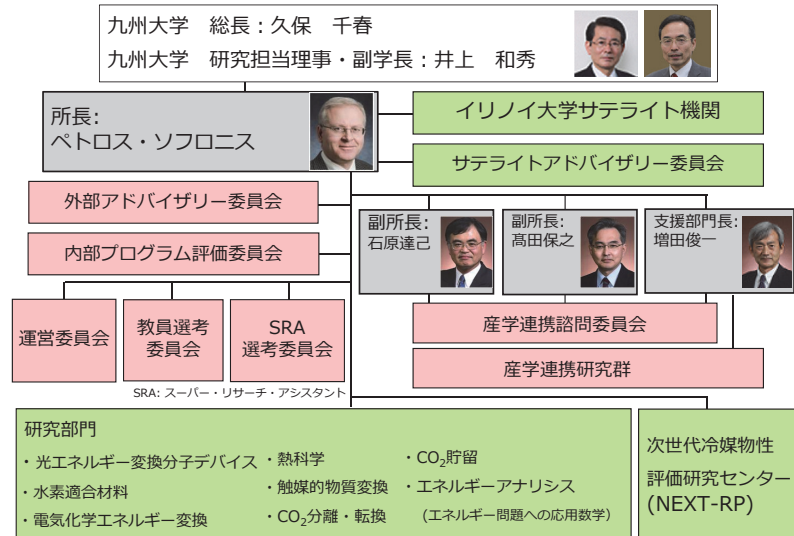 九州大学　総長：久保　千春
九州大学　研究担当理事・副学長：井上　和秀
所長:
ペトロス・ソフロニス
イリノイ大学サテライト機関
サテライトアドバイザリー委員会
外部アドバイザリー委員会
内部プログラム評価委員会
副所長:
石原達己
副所長:
髙田保之
支援部門長:
増田俊一
運営委員会
教員選考
委員会
SRA
選考委員会
SRA: スーパー・リサーチ・アシスタント
産学連携諮問委員会
産学連携研究群
研究部門
・光エネルギー変換分子デバイス
・水素適合材料
・電気化学エネルギー変換
・熱科学
・触媒的物質変換
・CO₂分離・転換
・CO₂貯留
・エネルギーアナリシス
(エネルギー問題への応用数学)
次世代冷媒物性
評価研究センター
(NEXT-RP)